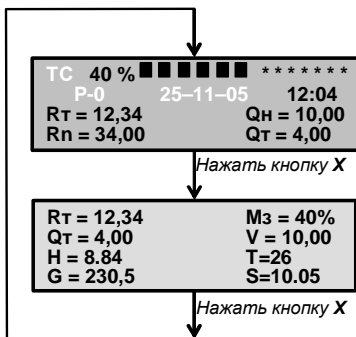 TC 40 % ■ ■ ■ ■ ■ ■ * * * * * * *
P-0 25–11–05 12:04
Rт = 12,34 Qн = 10,00
Rn = 34,00 Qт = 4,00
Нажать кнопку X
Rт = 12,34 Mз = 40%
Qт = 4,00 V = 10,00
H = 8.84 T=26
G = 230,5 S=10.05
Нажать кнопку X